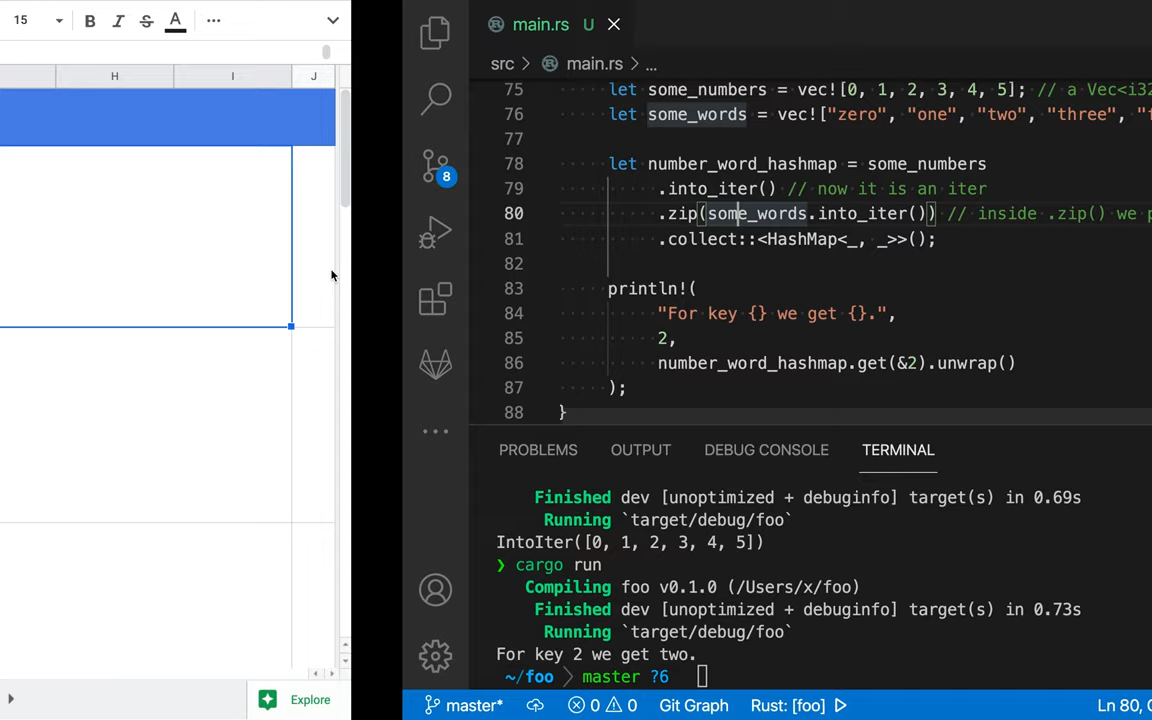 15 B I S A ...
H I J
Explore
main.rs U
src > main.rs > ...
75 let some_numbers = vec![0, 1, 2, 3, 4, 5]; // a Vec<i32
76 let some_words = vec!["zero", "one", "two", "three", "f
77
78 let number_word_hashmap = some_numbers
79 .into_iter() // now it is an iter
80 .zip(some_words.into_iter()) // inside .zip() we p
81 .collect::<HashMap<_, _>>();
82
83 println!(
84 "For key {} we get {}.",
85 2,
86 number_word_hashmap.get(&2).unwrap()
87 );
88 }
8
PROBLEMS OUTPUT DEBUG CONSOLE TERMINAL
Finished dev [unoptimized + debuginfo] target(s) in 0.69s
Running `target/debug/foo`
IntoIter([0, 1, 2, 3, 4, 5])
❯ cargo run
Compiling foo v0.1.0 (/Users/x/foo)
Finished dev [unoptimized + debuginfo] target(s) in 0.73s
Running `target/debug/foo`
For key 2 we get two.
~/foo master ?6
master* 0 0 Git Graph Rust: [foo] Ln 80,